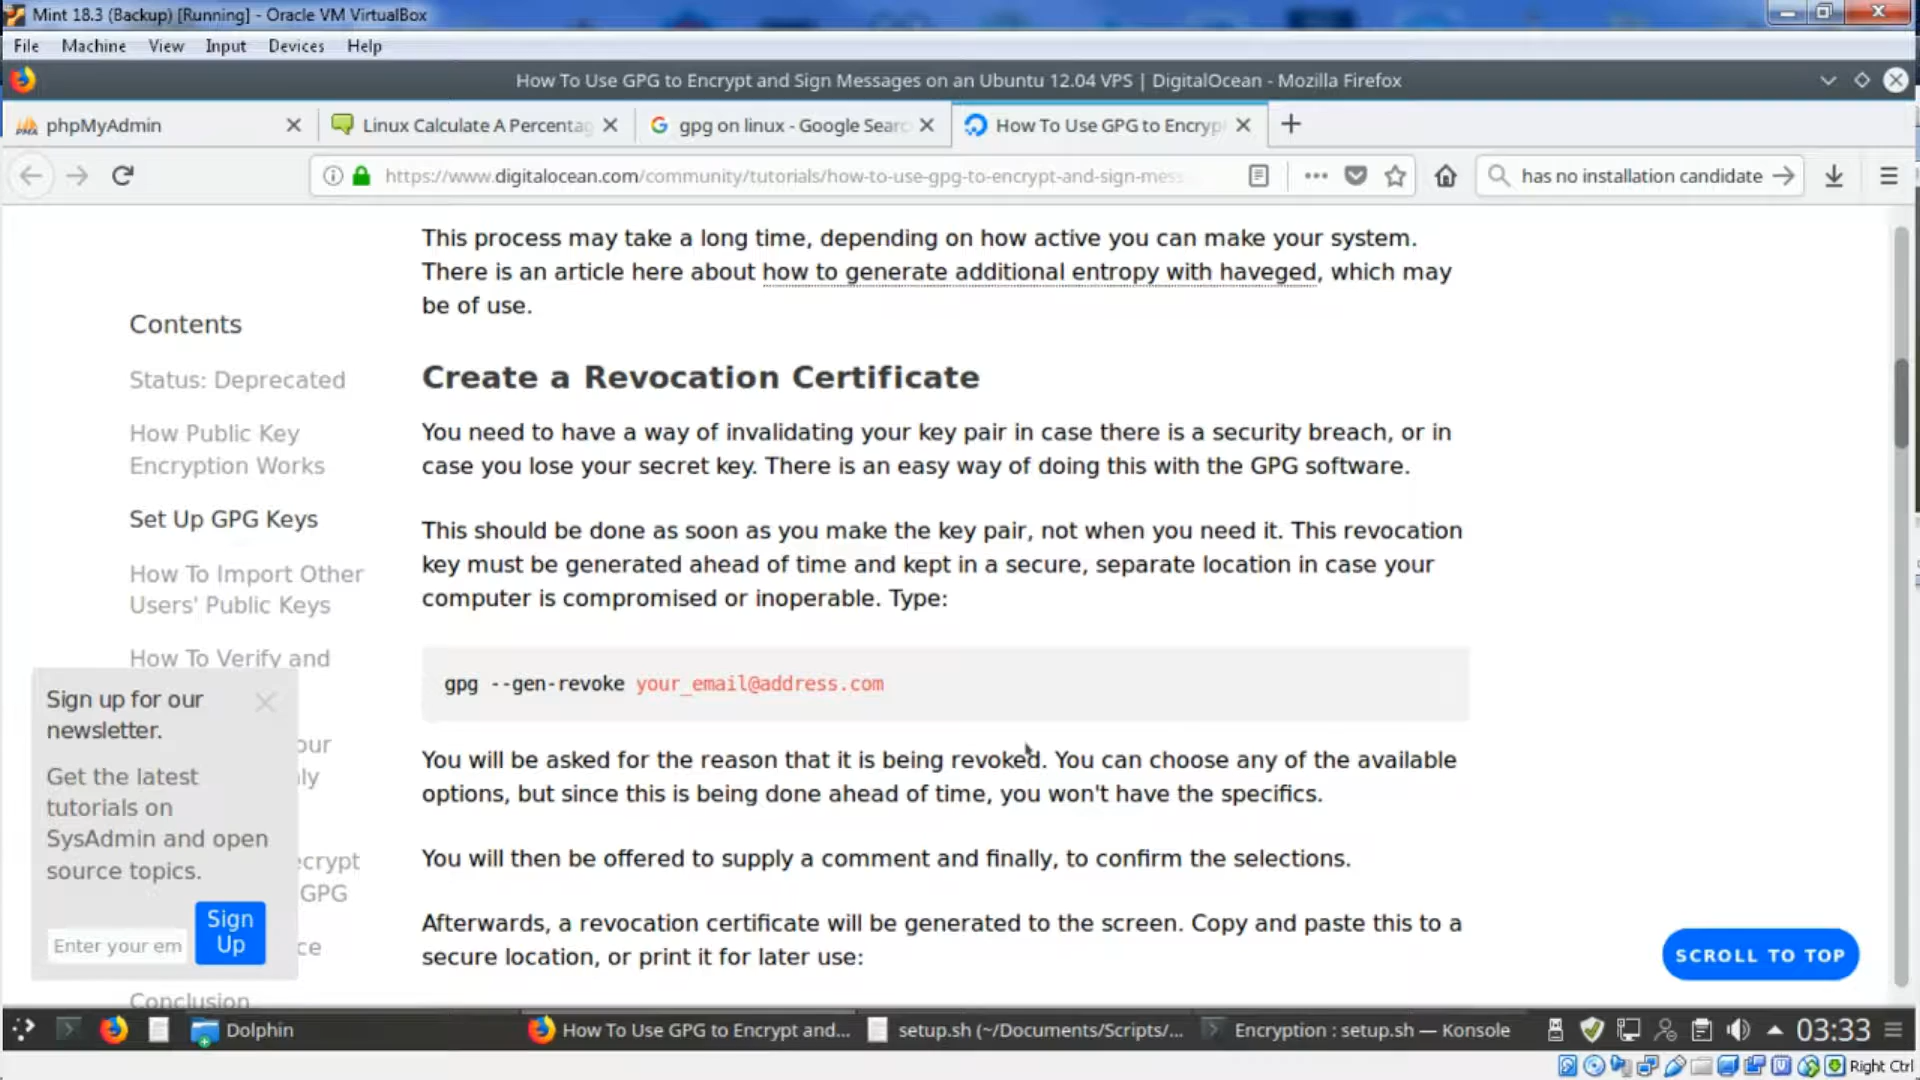 Mint 18.3 (Backup) [Running] - Oracle VM VirtualBox
File Machine View Input Devices Help
How To Use GPG to Encrypt and Sign Messages on an Ubuntu 12.04 VPS | DigitalOcean - Mozilla Firefox
phpMyAdmin
Linux Calculate A Percentag
gpg on linux - Google Searc
How To Use GPG to Encryp
https://www.digitalocean.com/community/tutorials/how-to-use-gpg-to-encrypt-and-sign-mess
has no installation candidate
This process may take a long time, depending on how active you can make your system.
There is an article here about how to generate additional entropy with haveged, which may
be of use.
Contents
Status: Deprecated
How Public Key
Encryption Works
Set Up GPG Keys
How To Import Other
Users' Public Keys
How To Verify and
our
ly
crypt
GPG
ce
Conclusion
Create a Revocation Certificate
You need to have a way of invalidating your key pair in case there is a security breach, or in
case you lose your secret key. There is an easy way of doing this with the GPG software.
This should be done as soon as you make the key pair, not when you need it. This revocation
key must be generated ahead of time and kept in a secure, separate location in case your
computer is compromised or inoperable. Type:
gpg --gen-revoke your_email@address.com
You will be asked for the reason that it is being revoked. You can choose any of the available
options, but since this is being done ahead of time, you won't have the specifics.
You will then be offered to supply a comment and finally, to confirm the selections.
Afterwards, a revocation certificate will be generated to the screen. Copy and paste this to a
secure location, or print it for later use:
Sign up for our
newsletter.
Get the latest
tutorials on
SysAdmin and open
source topics.
Enter your em
Sign
Up
SCROLL TO TOP
Dolphin
How To Use GPG to Encrypt and...
setup.sh (~/Documents/Scripts/...
Encryption : setup.sh — Konsole
03:33
Right Ctrl